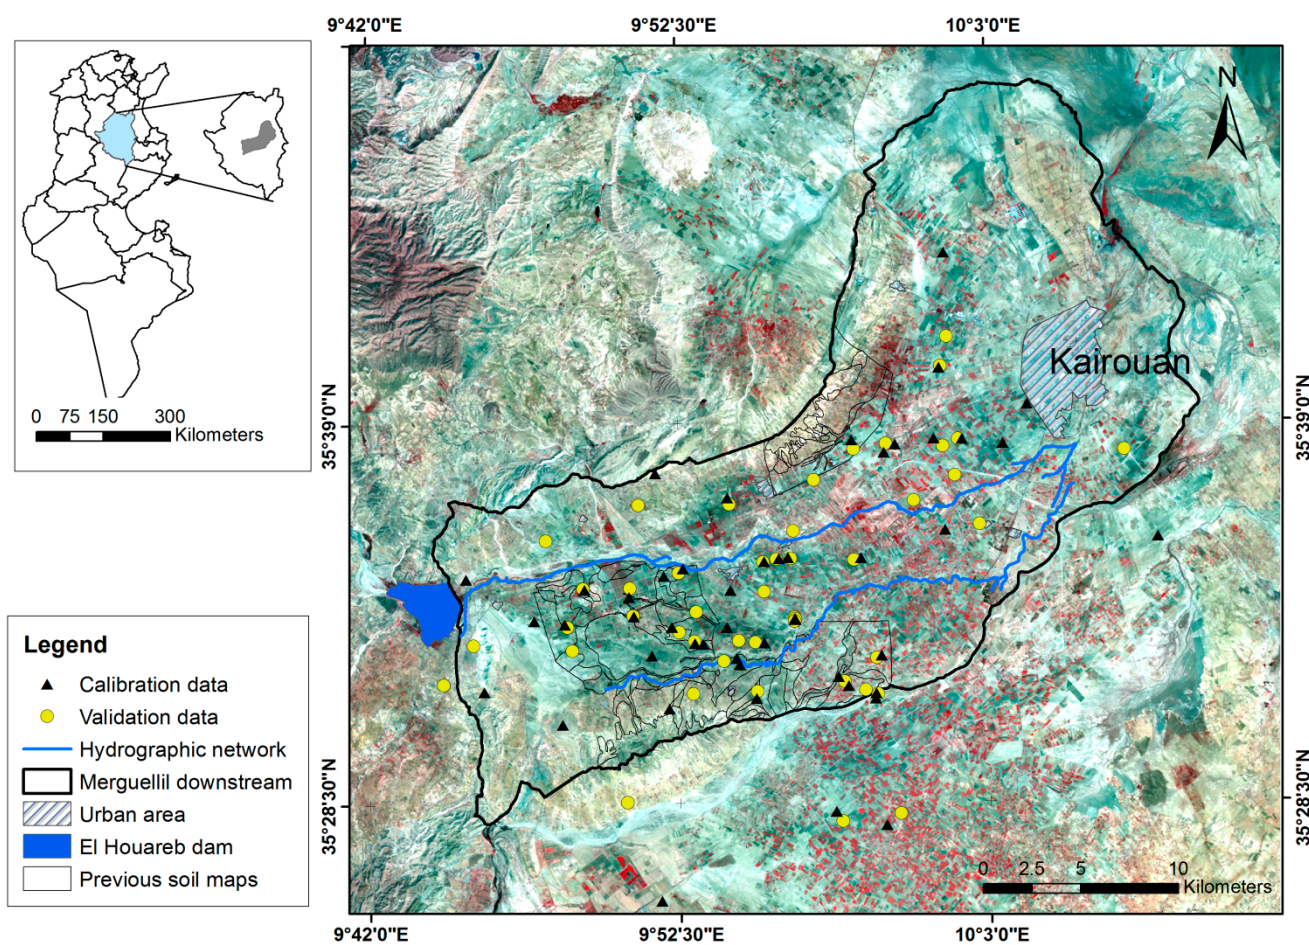 9°42'0"E
9°52'30"E
10°3'0"E
N
Kairouan
0 75 150 300
Kilometers
35°39'0"N
35°39'0"N
Legend
Calibration data
Validation data
Hydrographic network
Merguellil downstream
Urban area
El Houareb dam
Previous soil maps
35°28'30"N
35°28'30"N
0 2.5 5 10
Kilometers
9°42'0"E
9°52'30"E
10°3'0"E